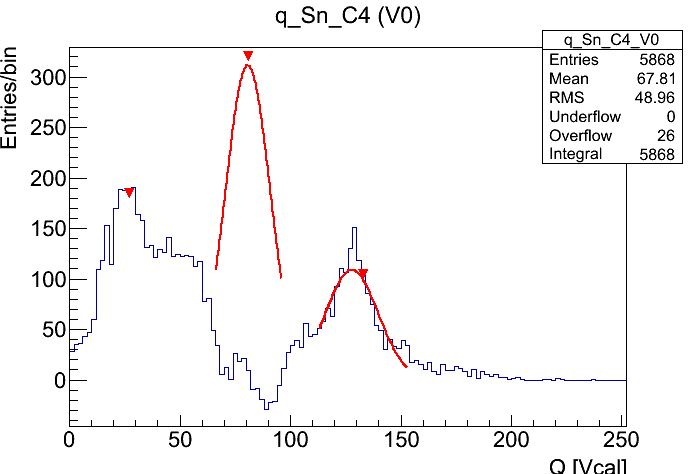 q_Sn_C4 (V0)
q_Sn_C4_V0
Entries 5868
Mean 67.81
RMS 48.96
Underflow 0
Overflow 26
Integral 5868
Entries/bin
300
250
200
150
100
50
0
0 50 100 150 200 250
Q [Vcal]